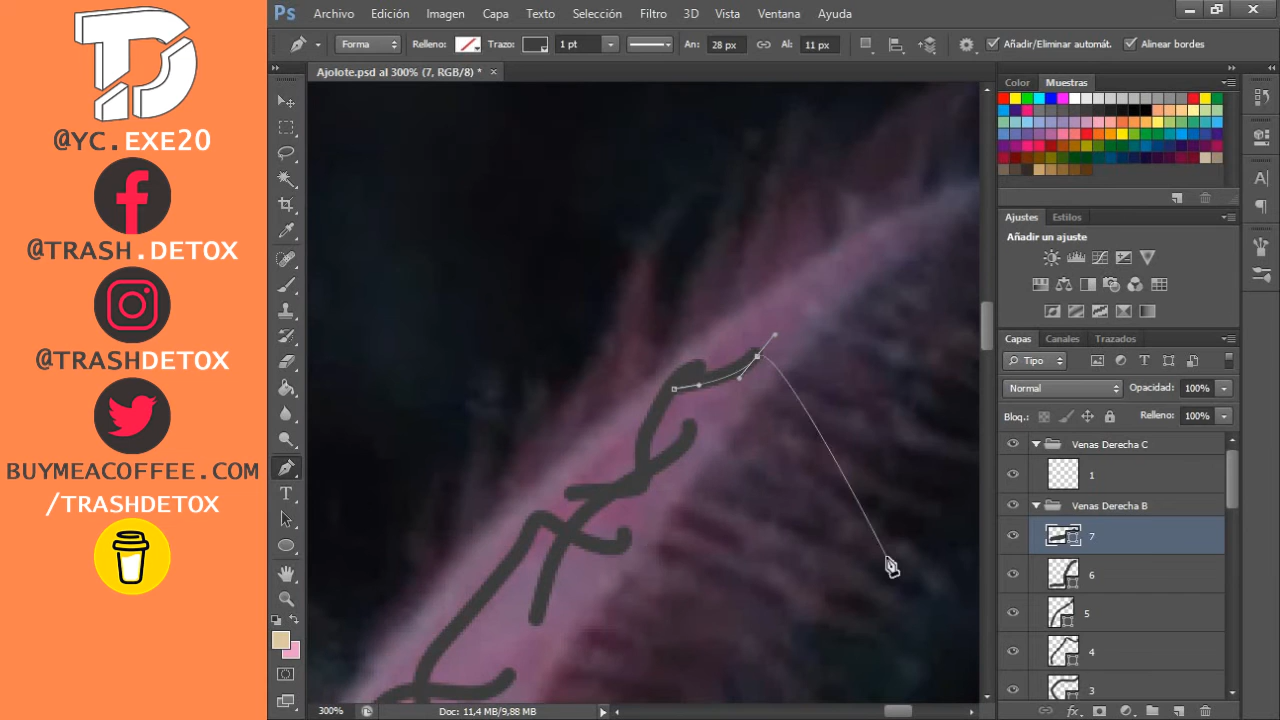 @YC.EXE20
@TRASH.DETOX
@TRASHDETOX
BUYMEACOFFEE.COM
/TRASHDETOX
Ps
Archivo Edición Imagen Capa Texto Selección Filtro 3D Vista Ventana Ayuda
Forma Relleno: Trazo: 1 pt An: 28 px Al: 11 px Añadir/Eliminar automát. Alinear bordes
Ajolote.psd al 300% (7, RGB/8) *
Color Muestras
Ajustes Estilos
Añadir un ajuste
Capas Canales Trazados
Tipo
Normal Opacidad: 100%
Bloq.: Relleno: 100%
Venas Derecha C
1
Venas Derecha B
7
6
5
4
3
300% Doc: 11,4 MB/9,88 MB